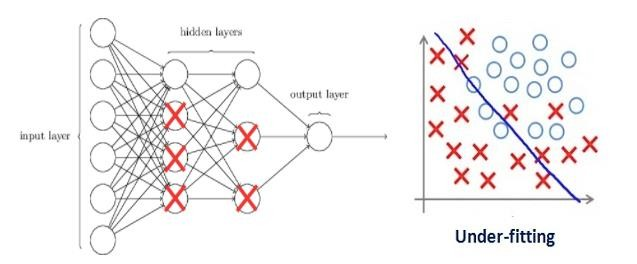 hidden layers
output layer
input layer
Under-fitting